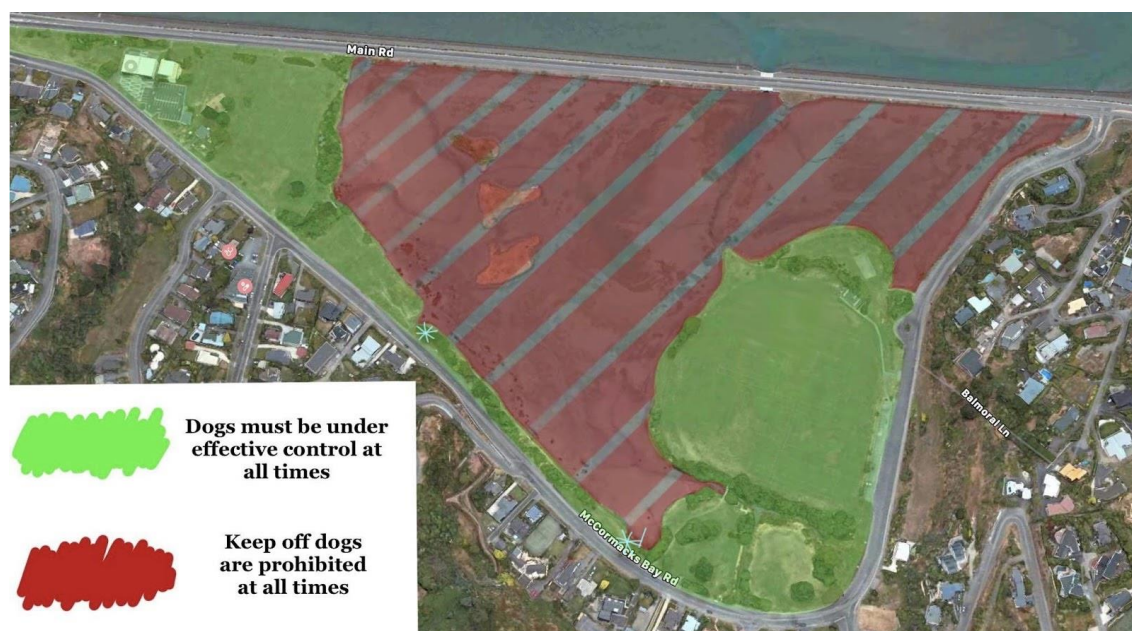 Main Rd
Balmoral Ln
McCormacks Bay Rd
Dogs must be under
effective control at
all times
Keep off dogs
are prohibited
at all times